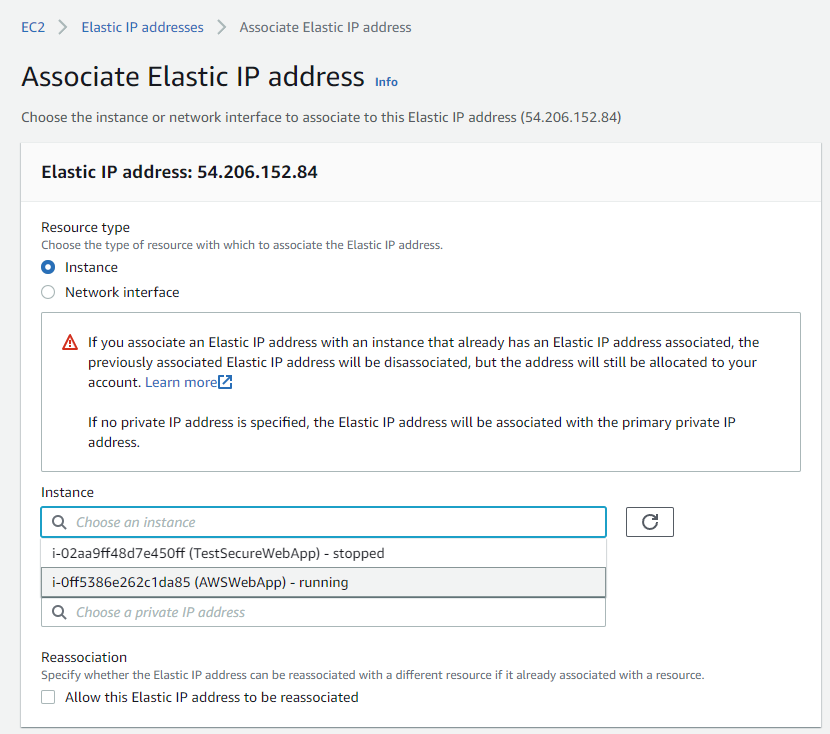 EC2 > Elastic IP addresses > Associate Elastic IP address
Associate Elastic IP address Info
Choose the instance or network interface to associate to this Elastic IP address (54.206.152.84)
Elastic IP address: 54.206.152.84
Resource type
Choose the type of resource with which to associate the Elastic IP address.
Instance
Network interface
If you associate an Elastic IP address with an instance that already has an Elastic IP address associated, the
previously associated Elastic IP address will be disassociated, but the address will still be allocated to your
account. Learn more
If no private IP address is specified, the Elastic IP address will be associated with the primary private IP
address.
Instance
Choose an instance
i-02aa9ff48d7e450ff (TestSecureWebApp) - stopped
i-0ff5386e262c1da85 (AWSWebApp) - running
Choose a private IP address
Reassociation
Specify whether the Elastic IP address can be reassociated with a different resource if it already associated with a resource.
Allow this Elastic IP address to be reassociated